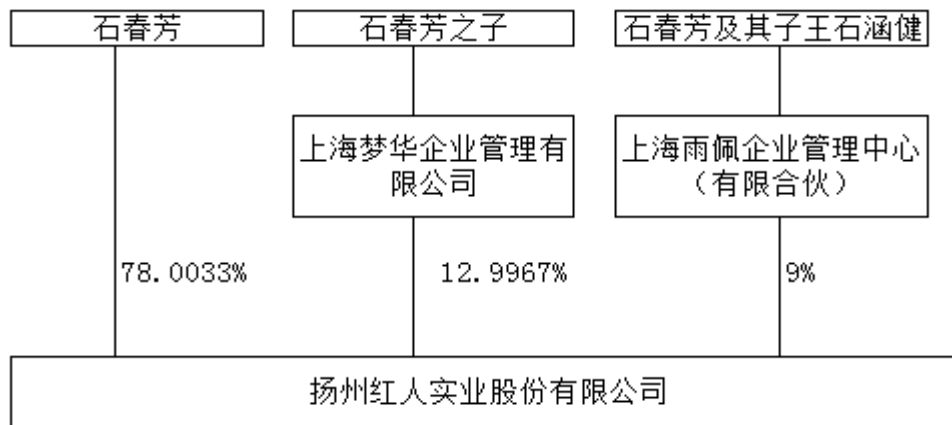 石春芳
石春芳之子
石春芳及其子王石涵健
上海梦华企业管理有
限公司
上海雨佩企业管理中心
（有限合伙）
78.0033%
12.9967%
9%
扬州红人实业股份有限公司